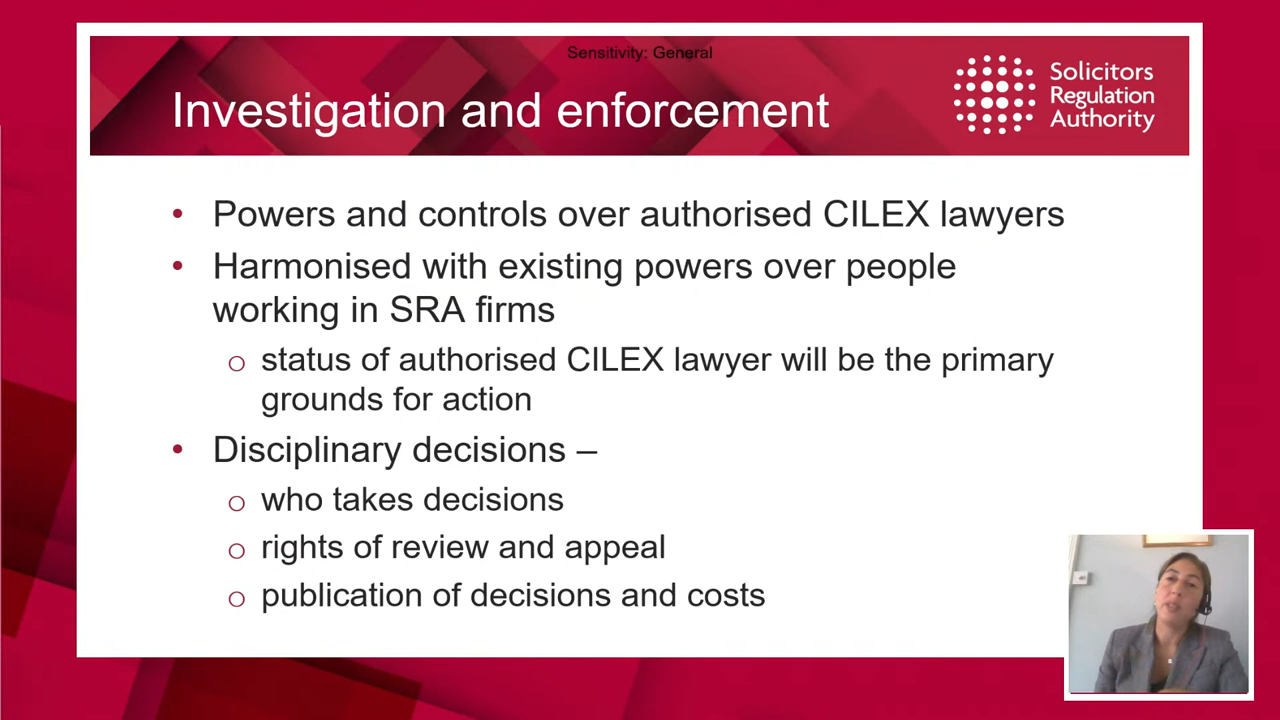 Sensitivity: General
Investigation and enforcement
Solicitors
Regulation
Authority
• Powers and controls over authorised CILEX lawyers
• Harmonised with existing powers over people
working in SRA firms
o status of authorised CILEX lawyer will be the primary
grounds for action
• Disciplinary decisions –
o who takes decisions
o rights of review and appeal
o publication of decisions and costs